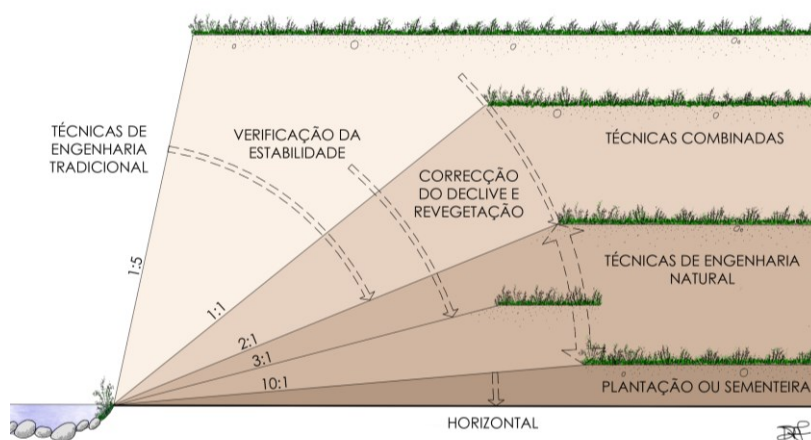 TÉCNICAS DE
ENGENHARIA
TRADICIONAL
VERIFICAÇÃO DA
ESTABILIDADE
CORRECÇÃO
DO DECLIVE E
REVEGETAÇÃO
TÉCNICAS COMBINADAS
TÉCNICAS DE ENGENHARIA
NATURAL
PLANTAÇÃO OU SEMENTEIRA
1:5
1:1
2:1
3:1
10:1
HORIZONTAL